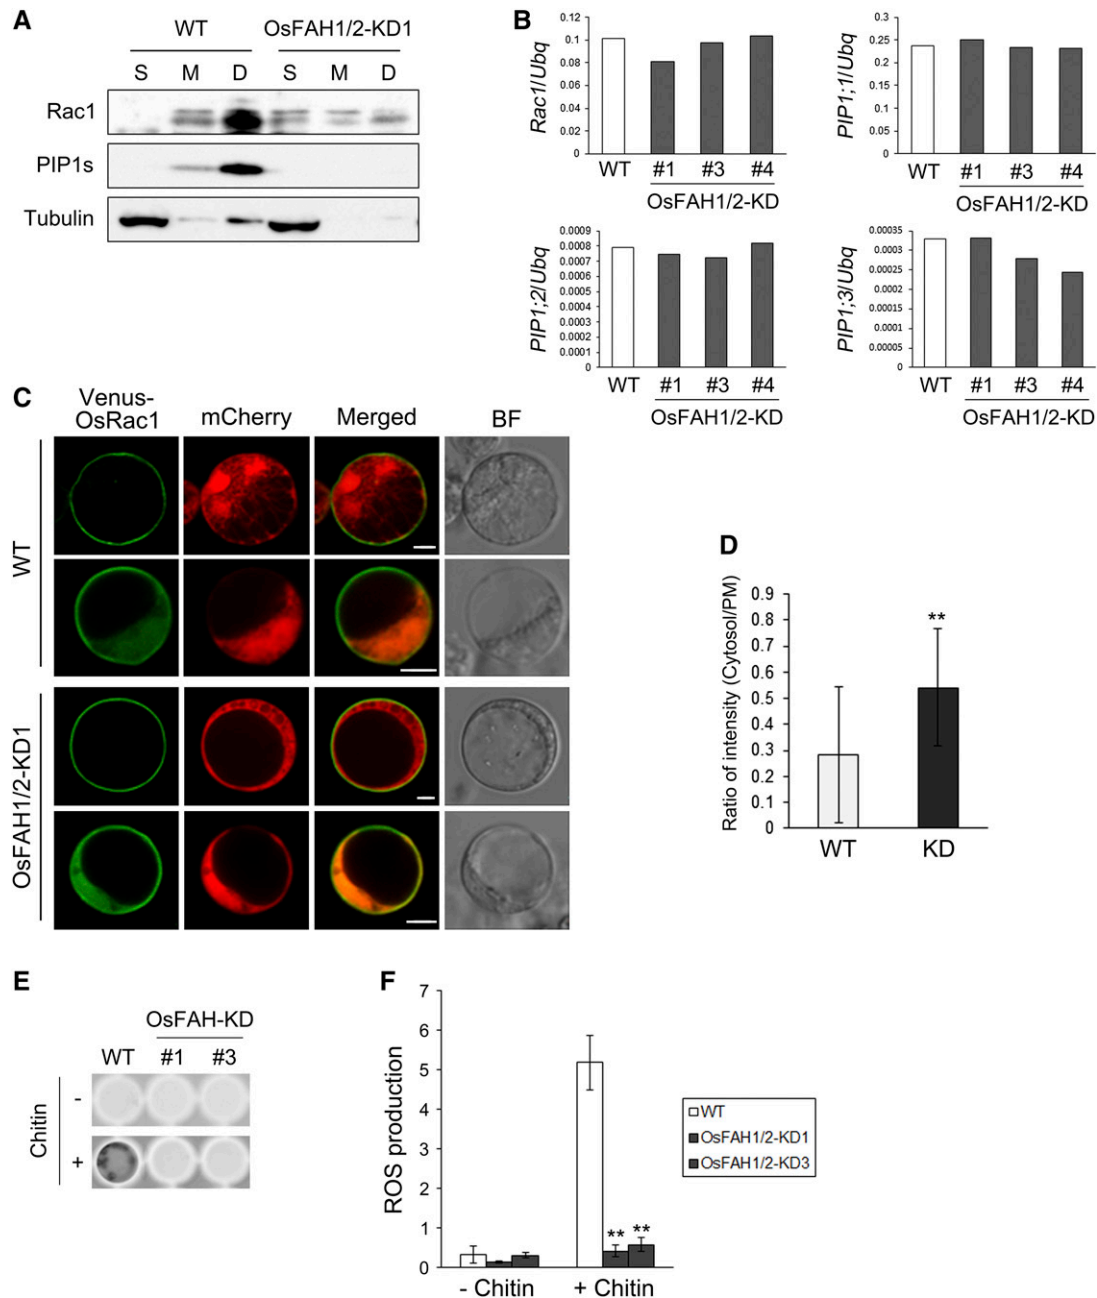 A
WT OsFAH1/2-KD1
S M D S M D
Rac1
PIP1s
Tubulin
B
Rac1/Ubq
0.12
0.1
0.08
0.06
0.04
0.02
0
WT #1 #3 #4
OsFAH1/2-KD
PIP1;1/Ubq
0.3
0.25
0.2
0.15
0.1
0.05
0
WT #1 #3 #4
OsFAH1/2-KD
PIP1;2/Ubq
0.0009
0.0008
0.0007
0.0006
0.0005
0.0004
0.0003
0.0002
0.0001
0
WT #1 #3 #4
OsFAH1/2-KD
PIP1;3/Ubq
0.00035
0.0003
0.00025
0.0002
0.00015
0.0001
0.00005
0
WT #1 #3 #4
OsFAH1/2-KD
C
Venus-
OsRac1 mCherry Merged BF
WT
OsFAH1/2-KD1
D
Ratio of intensity (Cytosol/PM)
0.9
0.8
0.7
0.6
0.5
0.4
0.3
0.2
0.1
0
**
WT KD
E
OsFAH-KD
WT #1 #3
Chitin
-
+
F
ROS production
7
6
5
4
3
2
1
0
** **
- Chitin + Chitin
WT
OsFAH1/2-KD1
OsFAH1/2-KD3